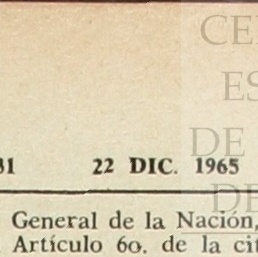 CE
ES
DE
31 22 DIC. 1965
DE
General de la Nación,
Artículo 6o. de la cit